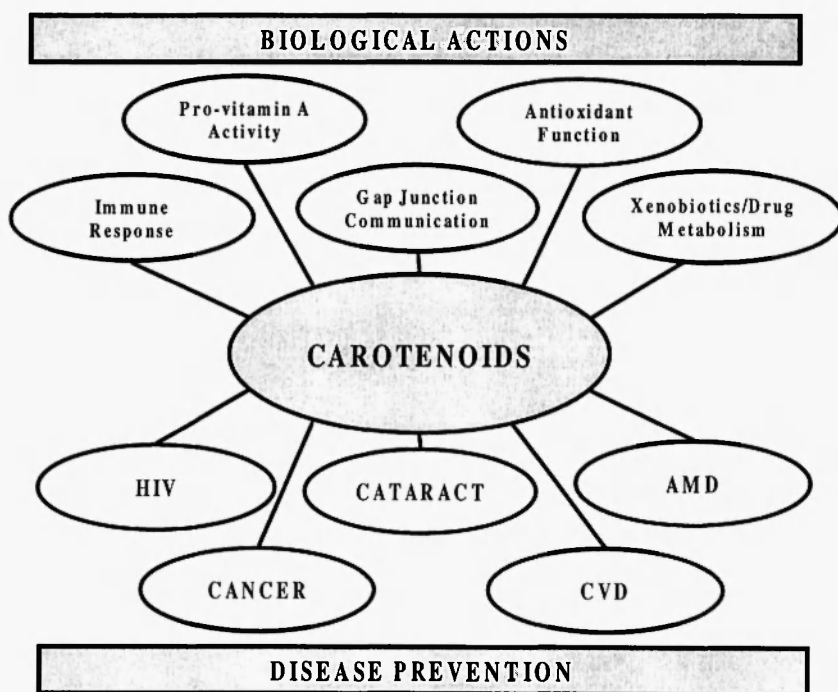 BIOLOGICAL ACTIONS
Pro-vitamin A
Activity
Antioxidant
Function
Immune
Response
Gap Junction
Communication
Xenobiotics/Drug
Metabolism
CAROTENOIDS
HIV
CATARACT
AMD
CANCER
CVD
DISEASE PREVENTION